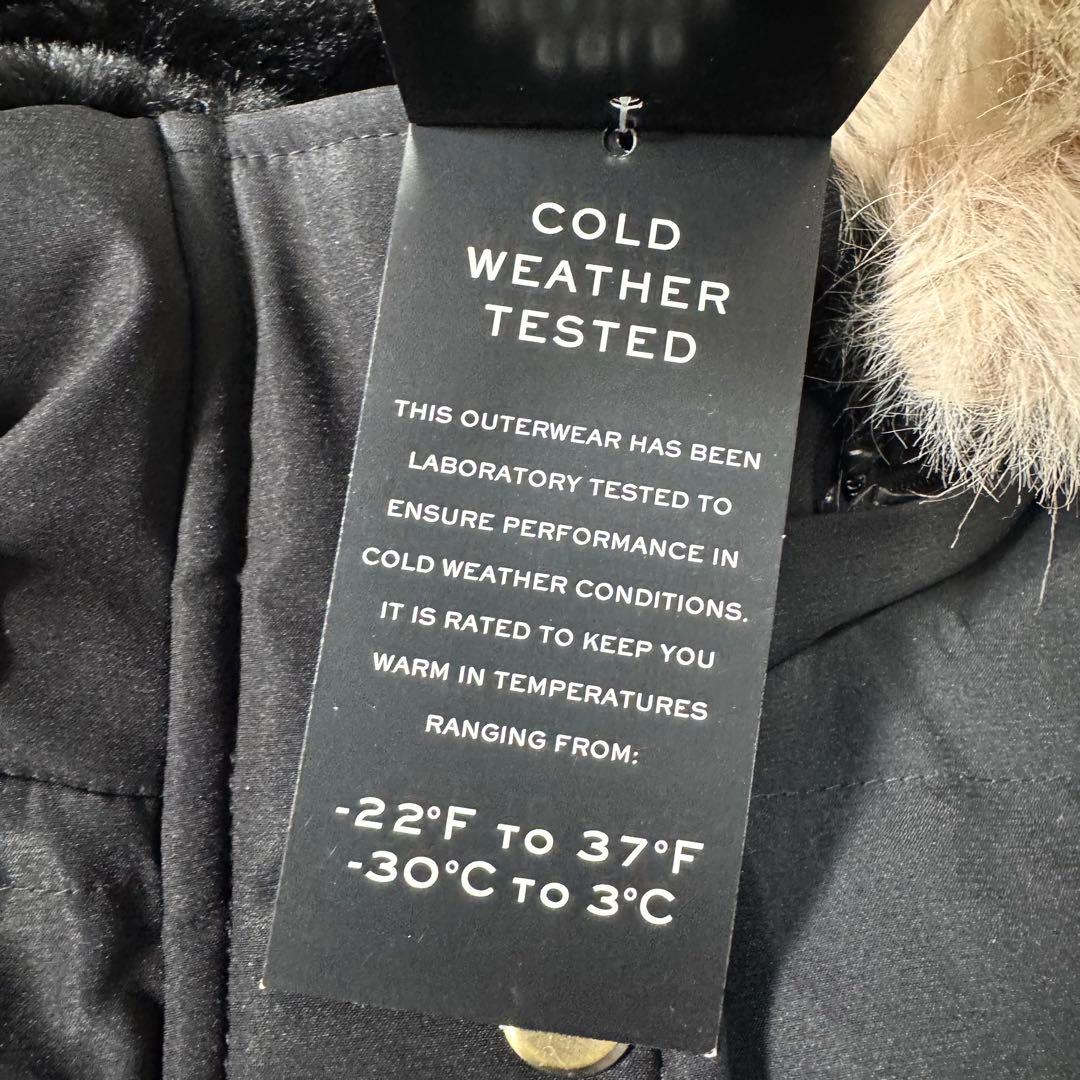 COLD
WEATHER
TESTED
THIS OUTERWEAR HAS BEEN
LABORATORY TESTED TO
ENSURE PERFORMANCE IN
COLD WEATHER CONDITIONS.
IT IS RATED TO KEEP YOU
WARM IN TEMPERATURES
RANGING FROM:
-22°F TO 37°F
-30°C TO 3°C